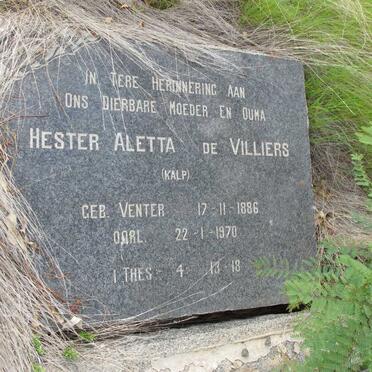 IN TERE HERINNERING AAN
ONS DIERBARE MOEDER EN OUMA
HESTER ALETTA DE VILLIERS
(KALP)
GEB. VENTER 17-11-1886
OORL. 22-1-1970
I THES. 4 13-18